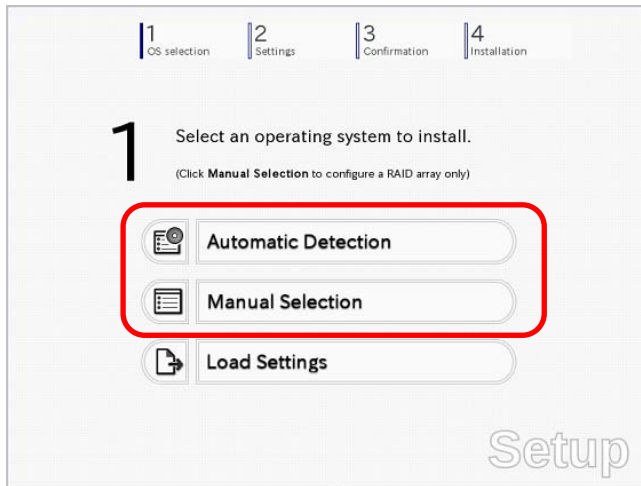 1
OS selection
2
Settings
3
Confirmation
4
Installation
1
Select an operating system to install.
(Click Manual Selection to configure a RAID array only)
Automatic Detection
Manual Selection
Load Settings
Setup